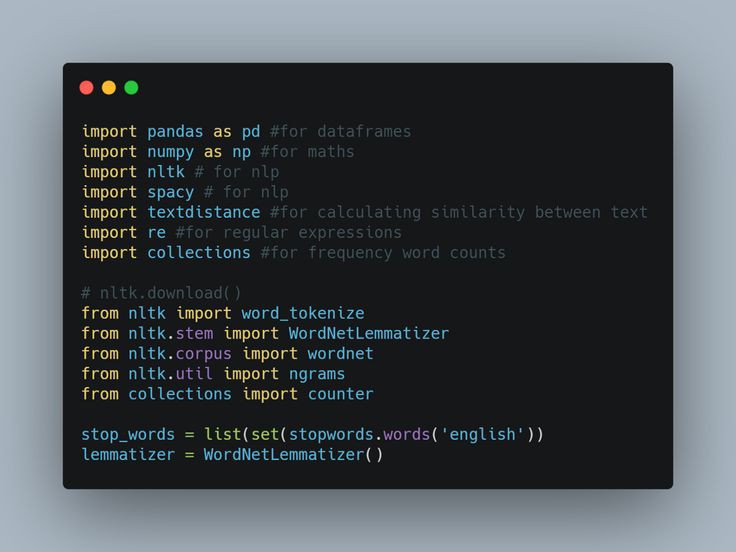 import pandas as pd #for dataframes
import numpy as np #for maths
import nltk # for nlp
import spacy # for nlp
import textdistance #for calculating similarity between text
import re #for regular expressions
import collections #for frequency word counts
# nltk.download()
from nltk import word_tokenize
from nltk.stem import WordNetLemmatizer
from nltk.corpus import wordnet
from nltk.util import ngrams
from collections import counter
stop_words = list(set(stopwords.words('english'))
lemmatizer = WordNetLemmatizer()